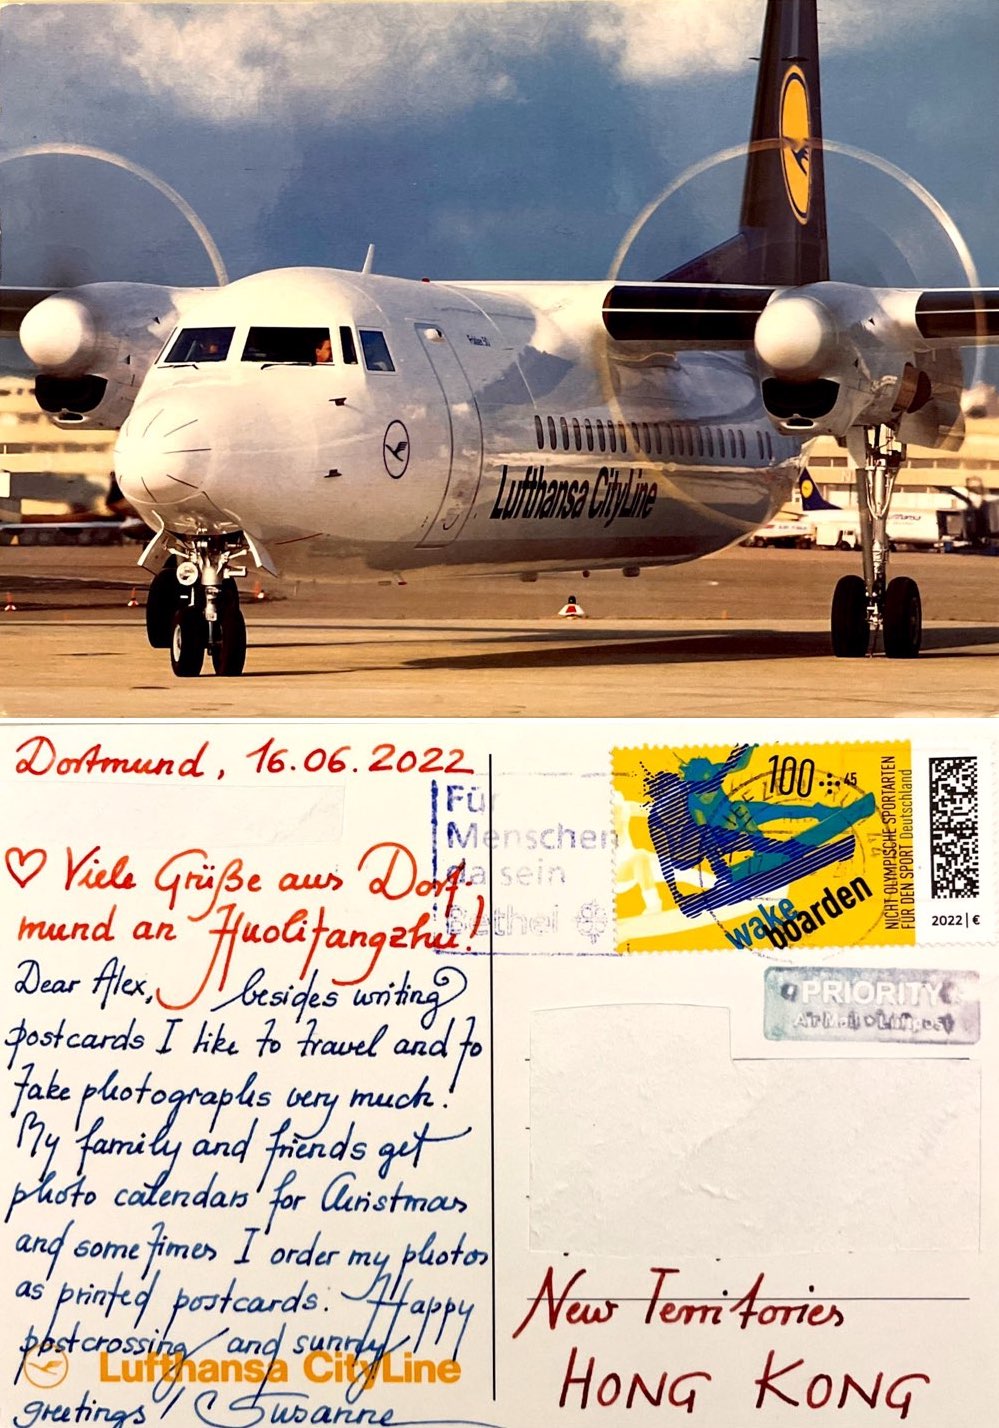 Lufthansa CityLine
Dortmund, 16.06.2022
♡ Viele Grüße aus Dort-
mund an Huolifangzhu!
Dear Alex, besides writing
postcards I like to travel and to
take photographs very much.
My family and friends get
photo calendars for Christmas
and sometimes I order my photos
as printed postcards. Happy
postcrossing and sunny
greetings! Susanne
Lufthansa CityLine
Für
Menschen
da sein
Bethel
100+45
wake
boarden
NICHT-OLYMPISCHE SPORTARTEN
FÜR DEN SPORT Deutschland
2022 | €
PRIORITY
New Territories
HONG KONG